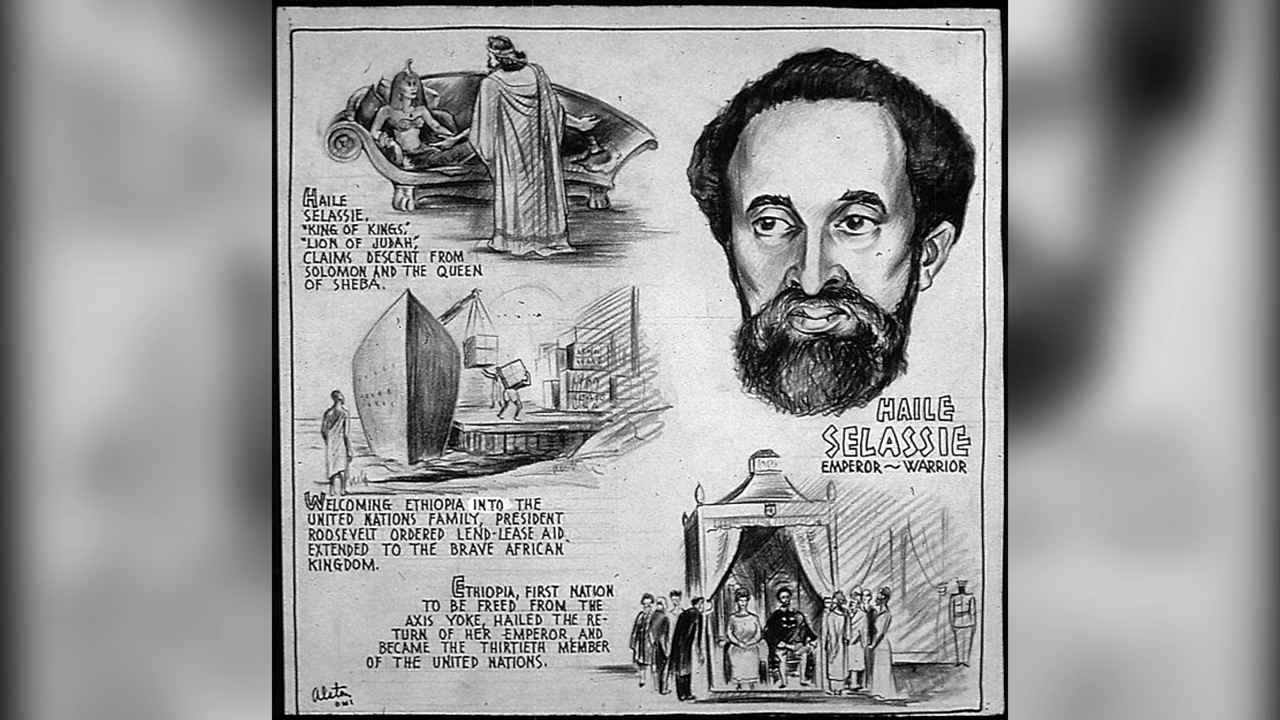 HAILE
SELASSIE,
"KING OF KINGS,"
"LION OF JUDAH,"
CLAIMS DESCENT FROM
SOLOMON AND THE QUEEN
OF SHEBA.
HAILE
SELASSIE
EMPEROR~WARRIOR
WELCOMING ETHIOPIA INTO THE
UNITED NATIONS FAMILY, PRESIDENT
ROOSEVELT ORDERED LEND-LEASE AID
EXTENDED TO THE BRAVE AFRICAN
KINGDOM.
ETHIOPIA, FIRST NATION
TO BE FREED FROM THE
AXIS YOKE, HAILED THE RE-
TURN OF HER EMPEROR, AND
BECAME THE THIRTIETH MEMBER
OF THE UNITED NATIONS.
Alston
OWI